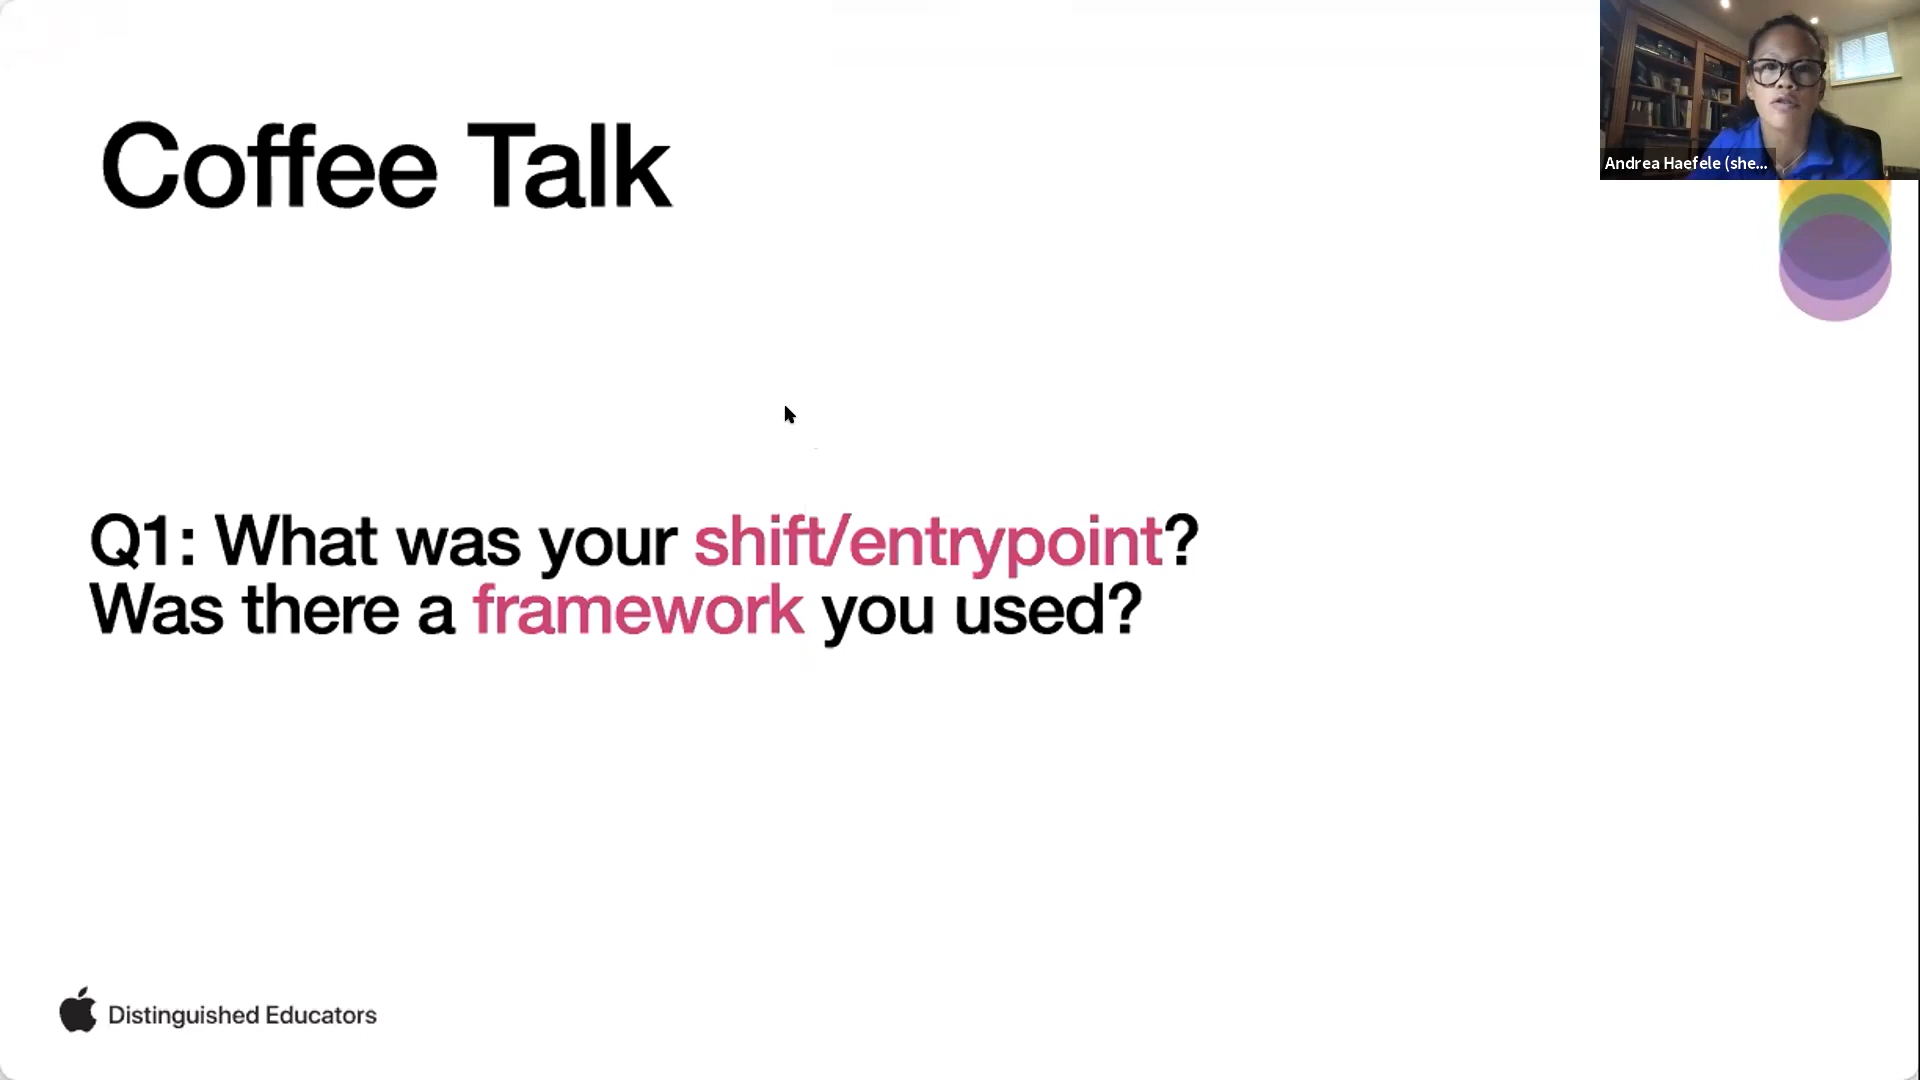 Coffee Talk
Andrea Haefele (she...
Q1: What was your shift/entrypoint?
Was there a framework you used?
Distinguished Educators